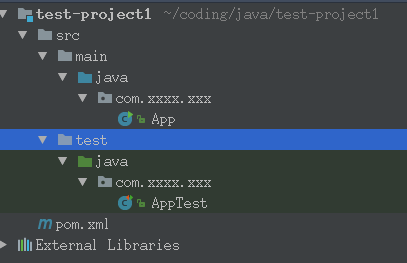 test-project1 ~/coding/java/test-project1
src
main
java
com.xxxx.xxx
App
test
java
com.xxxx.xxx
AppTest
pom.xml
External Libraries